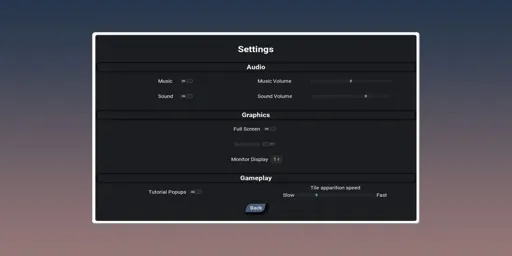 Settings
Audio
Music
Music Volume
Sound
Sound Volume
Graphics
Full Screen
Monitor Display 1
Gameplay
Tutorial Popups
Tile apparition speed
Slow Fast
Back